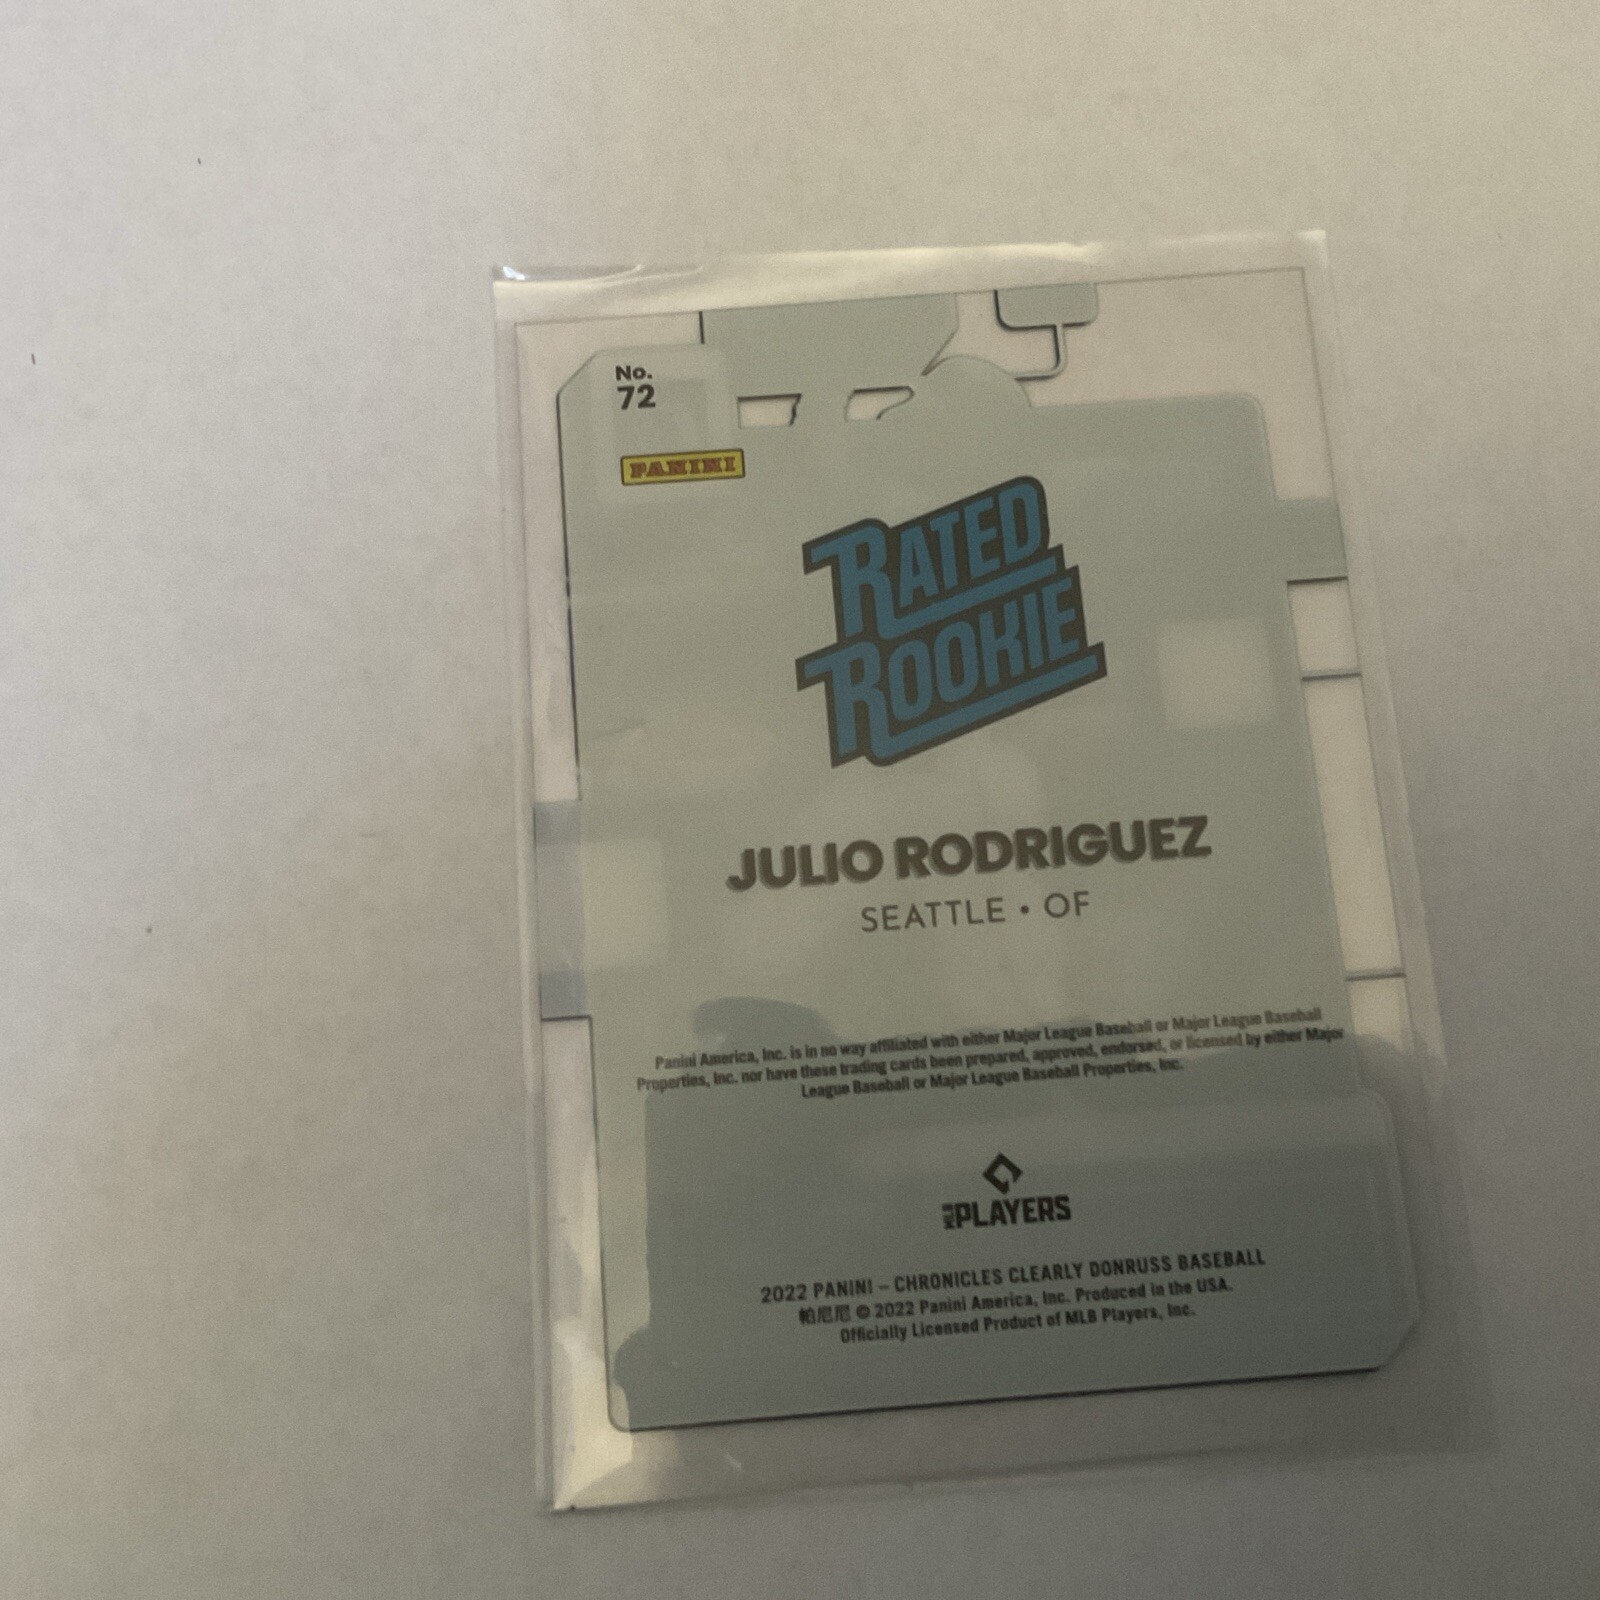 No.
72
PANINI
RATED
ROOKIE
JULIO RODRIGUEZ
SEATTLE • OF
Panini America, Inc. is in no way affiliated with either Major League Baseball or Major League Baseball
Properties, Inc. nor have these trading cards been prepared, approved, endorsed, or licensed by either Major
League Baseball or Major League Baseball Properties, Inc.
MLB PLAYERS
2022 PANINI – CHRONICLES CLEARLY DONRUSS BASEBALL
帕尼尼 © 2022 Panini America, Inc. Produced in the USA.
Officially Licensed Product of MLB Players, Inc.